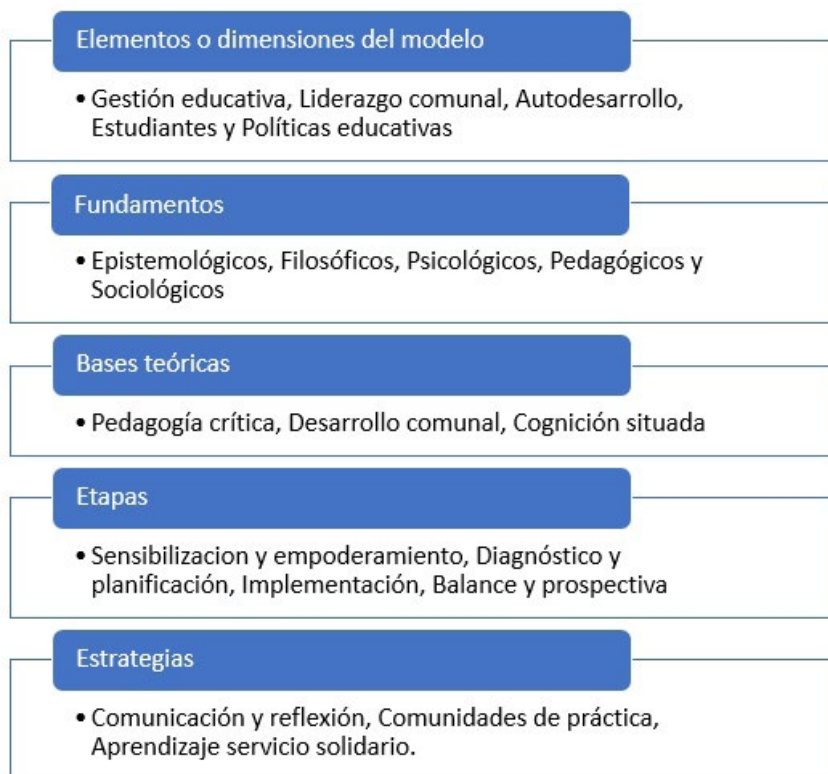 Elementos o dimensiones del modelo
• Gestión educativa, Liderazgo comunal, Autodesarrollo,
Estudiantes y Políticas educativas
Fundamentos
• Epistemológicos, Filosóficos, Psicológicos, Pedagógicos y
Sociológicos
Bases teóricas
• Pedagogía crítica, Desarrollo comunal, Cognición situada
Etapas
• Sensibilizacion y empoderamiento, Diagnóstico y
planificación, Implementación, Balance y prospectiva
Estrategias
• Comunicación y reflexión, Comunidades de práctica,
Aprendizaje servicio solidario.